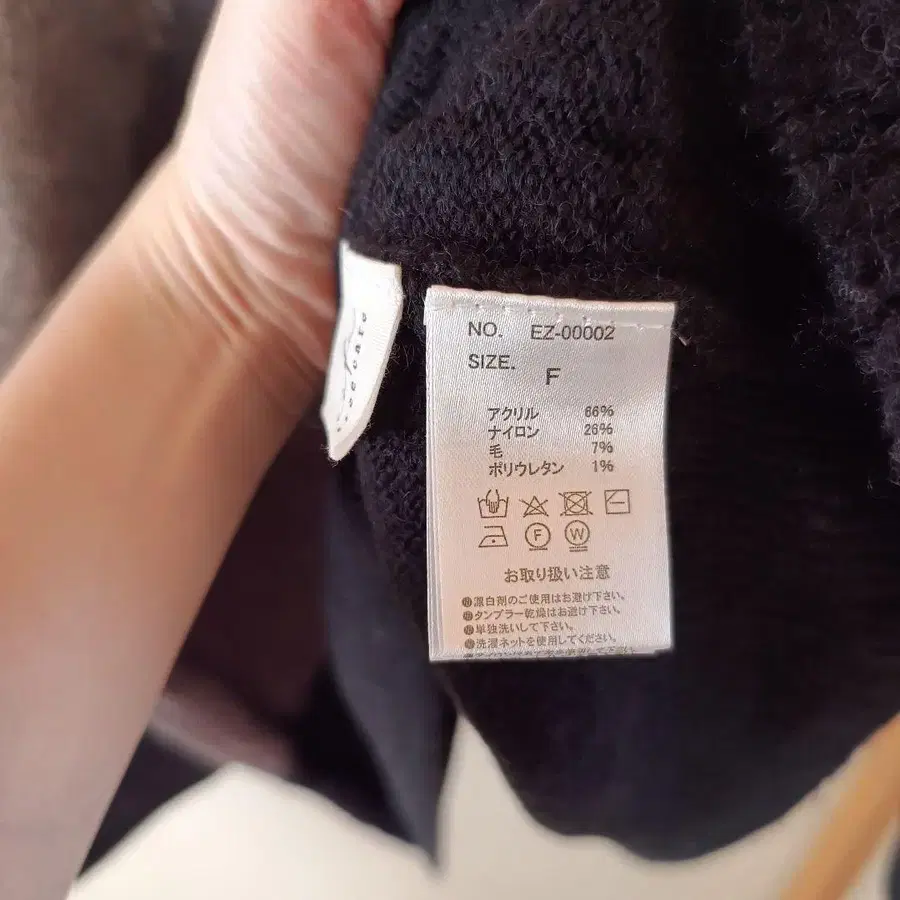 NO. EZ-00002
SIZE. F
アクリル 66%
ナイロン 26%
毛 7%
ポリウレタン 1%
F W
お取り扱い注意
●漂白剤のご使用はお避け下さい。
●タンブラー乾燥はお避け下さい。
●単独洗いして下さい。
●洗濯ネットを使用してください。